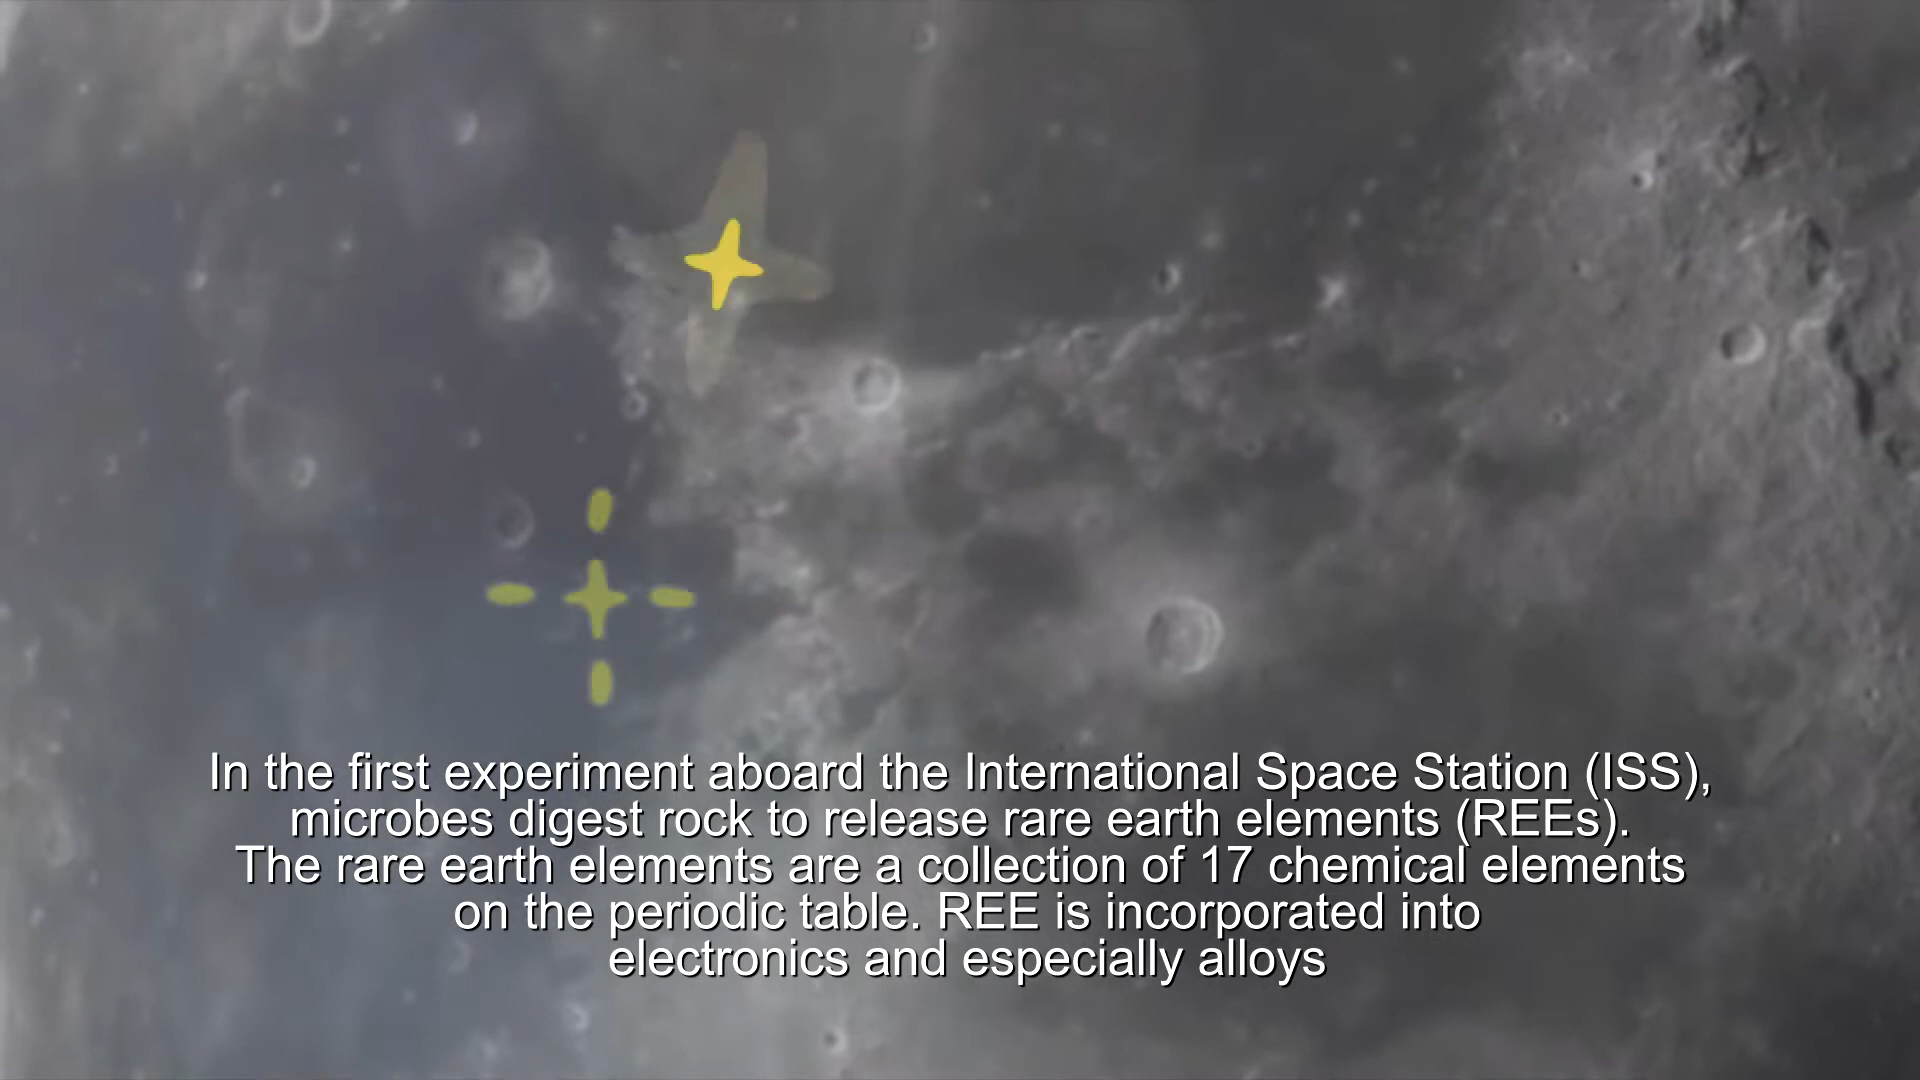 In the first experiment aboard the International Space Station (ISS),
microbes digest rock to release rare earth elements (REEs).
The rare earth elements are a collection of 17 chemical elements
on the periodic table. REE is incorporated into
electronics and especially alloys